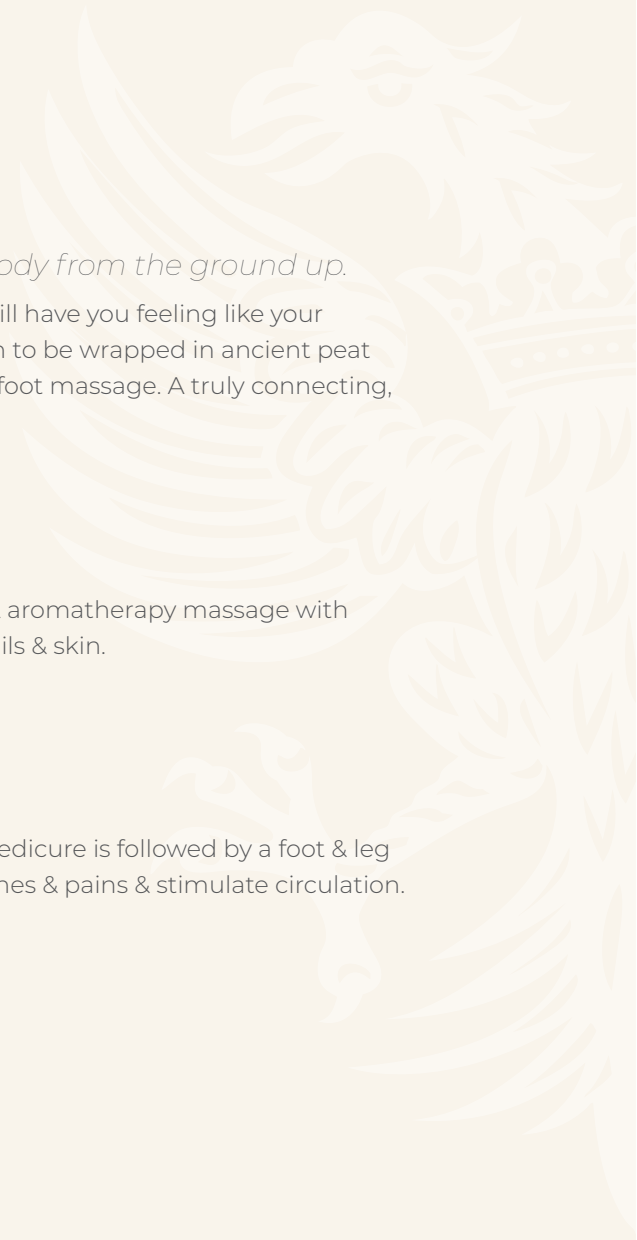 ody from the ground up.
ill have you feeling like your
n to be wrapped in ancient peat
foot massage. A truly connecting,
aromatherapy massage with
ils & skin.
edicure is followed by a foot & leg
hes & pains & stimulate circulation.